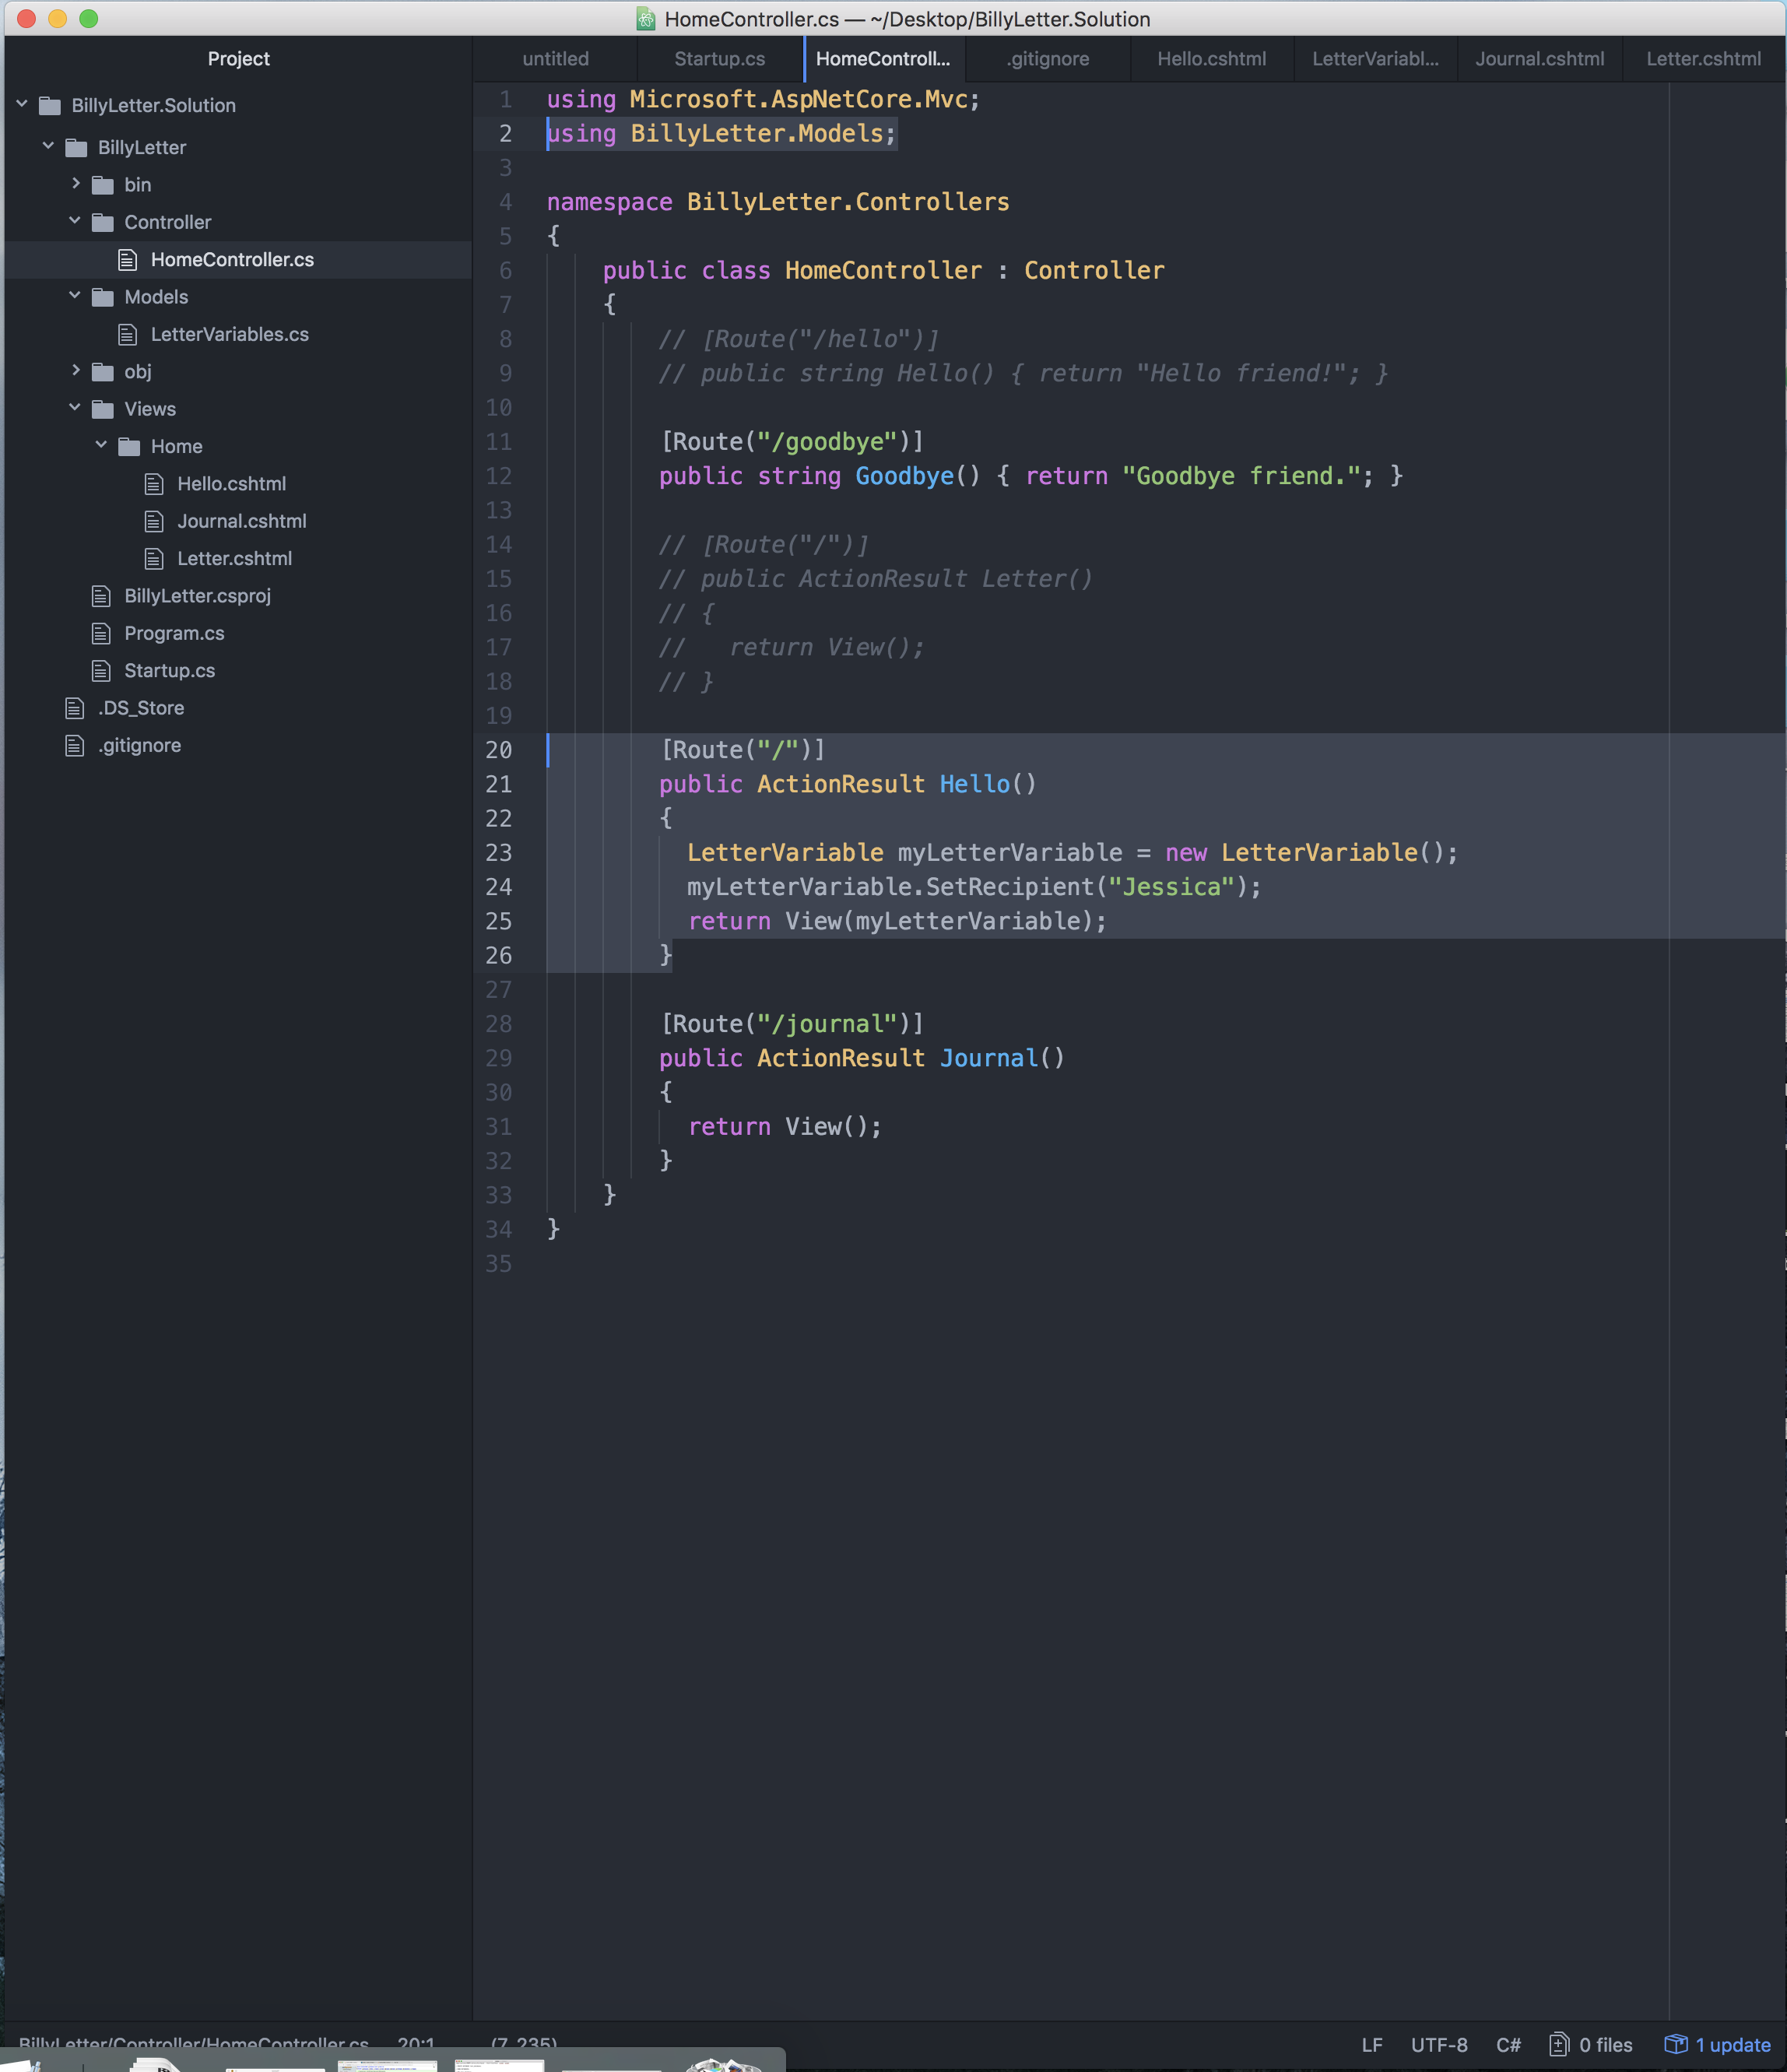 HomeController.cs — ~/Desktop/BillyLetter.Solution
Project
untitled
Startup.cs
HomeControll...
.gitignore
Hello.cshtml
LetterVariabl...
Journal.cshtml
Letter.cshtml
BillyLetter.Solution
BillyLetter
bin
Controller
HomeController.cs
Models
LetterVariables.cs
obj
Views
Home
Hello.cshtml
Journal.cshtml
Letter.cshtml
BillyLetter.csproj
Program.cs
Startup.cs
.DS_Store
.gitignore
1 using Microsoft.AspNetCore.Mvc;
2 using BillyLetter.Models;
3
4 namespace BillyLetter.Controllers
5 {
6 public class HomeController : Controller
7 {
8 // [Route("/hello")]
9 // public string Hello() { return "Hello friend!"; }
10
11 [Route("/goodbye")]
12 public string Goodbye() { return "Goodbye friend."; }
13
14 // [Route("/")]
15 // public ActionResult Letter()
16 // {
17 // return View();
18 // }
19
20 [Route("/")]
21 public ActionResult Hello()
22 {
23 LetterVariable myLetterVariable = new LetterVariable();
24 myLetterVariable.SetRecipient("Jessica");
25 return View(myLetterVariable);
26 }
27
28 [Route("/journal")]
29 public ActionResult Journal()
30 {
31 return View();
32 }
33 }
34 }
35
BillyLetter/Controller/HomeController.cs 20:1 (7, 235)
LF UTF-8 C# 0 files 1 update